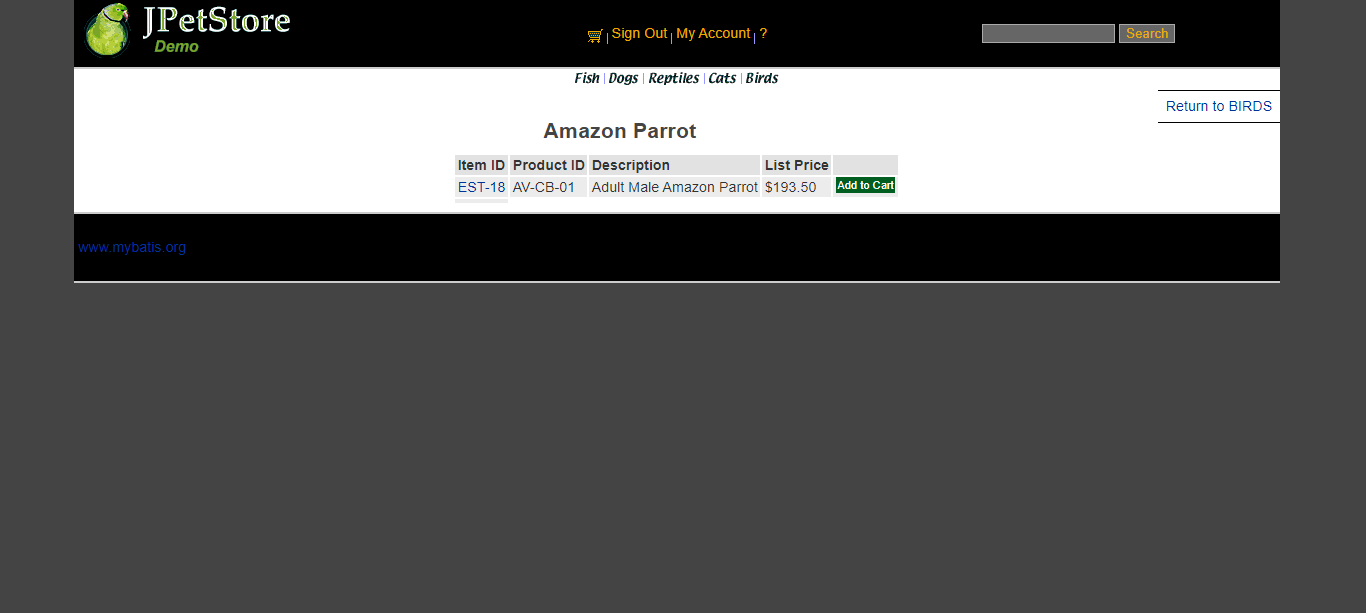 JPetStore
Demo
Sign Out | My Account | ?
Search
Fish | Dogs | Reptiles | Cats | Birds
Return to BIRDS
Amazon Parrot
Item ID Product ID Description List Price
EST-18 AV-CB-01 Adult Male Amazon Parrot $193.50 Add to Cart
www.mybatis.org